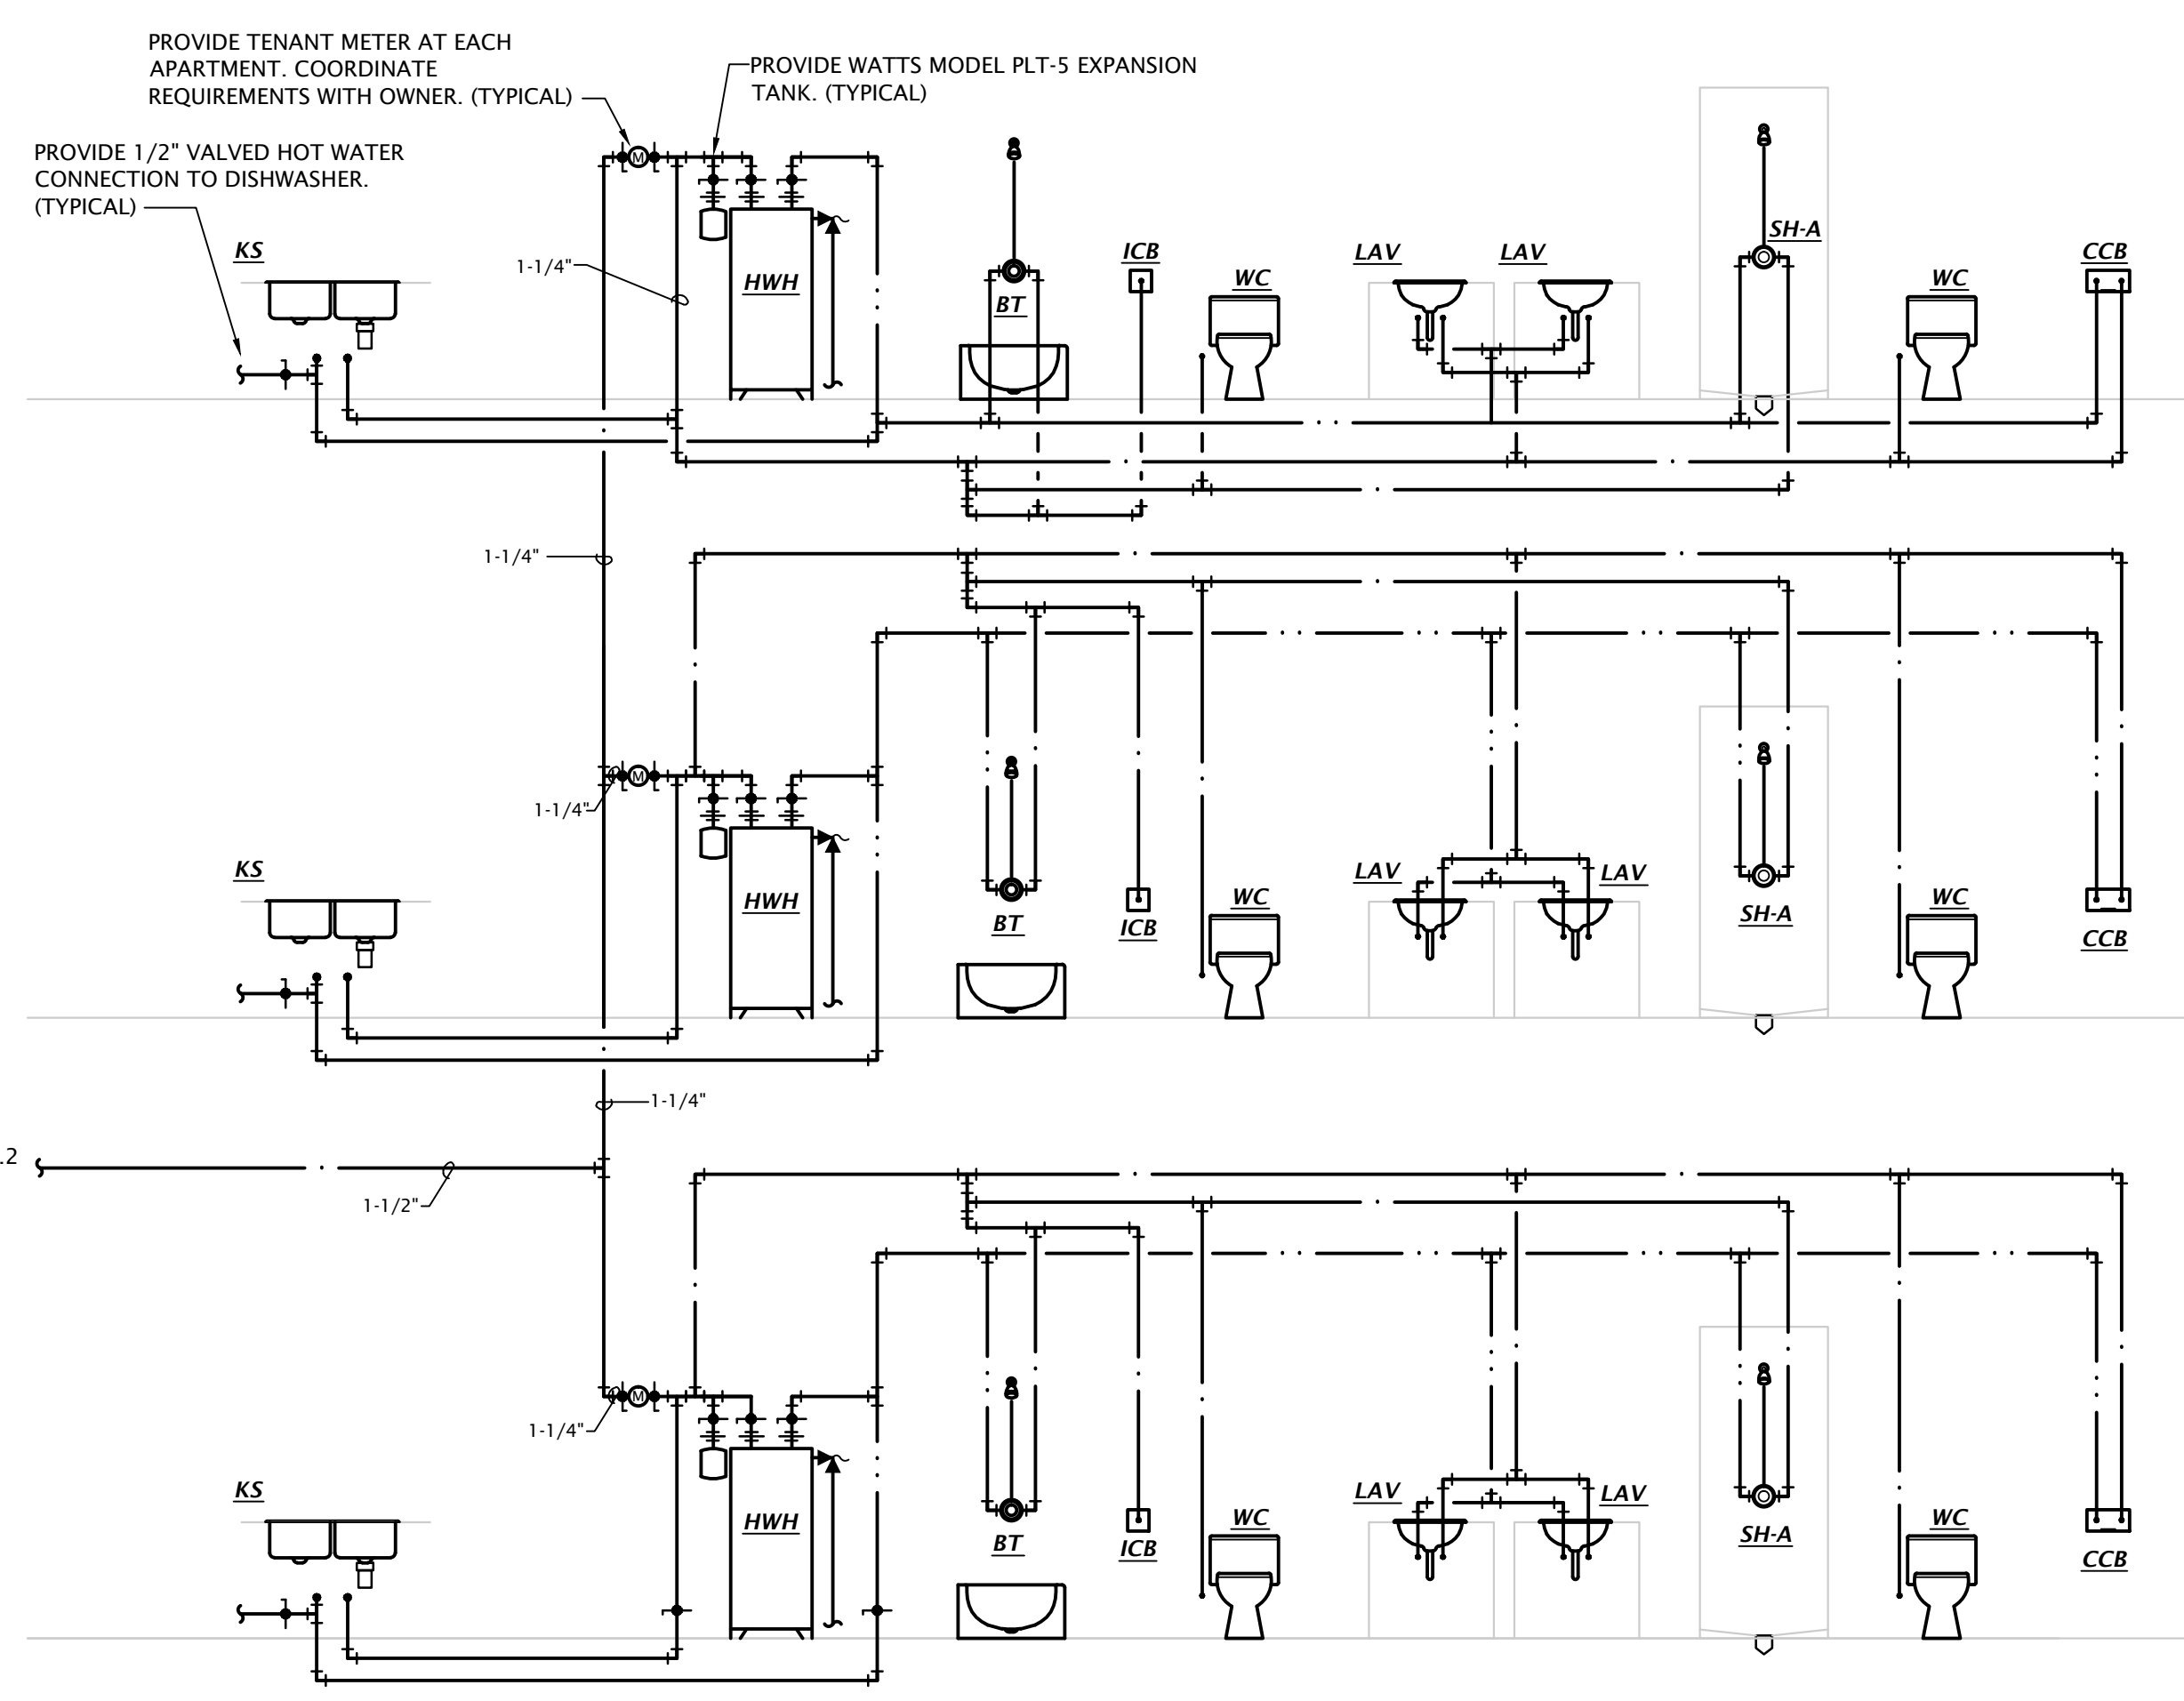 PROVIDE TENANT METER AT EACH
APARTMENT. COORDINATE
REQUIREMENTS WITH OWNER. (TYPICAL)
PROVIDE WATTS MODEL PLT-5 EXPANSION
TANK. (TYPICAL)
PROVIDE 1/2" VALVED HOT WATER
CONNECTION TO DISHWASHER.
(TYPICAL)
M
KS
1-1/4"
HWH
BT
ICB
WC
LAV
LAV
SH-A
WC
CCB
1-1/4"
M
1-1/4"
KS
HWH
BT
ICB
WC
LAV
LAV
SH-A
WC
CCB
1-1/4"
.2
1-1/2"
M
1-1/4"
KS
HWH
BT
ICB
WC
LAV
LAV
SH-A
WC
CCB